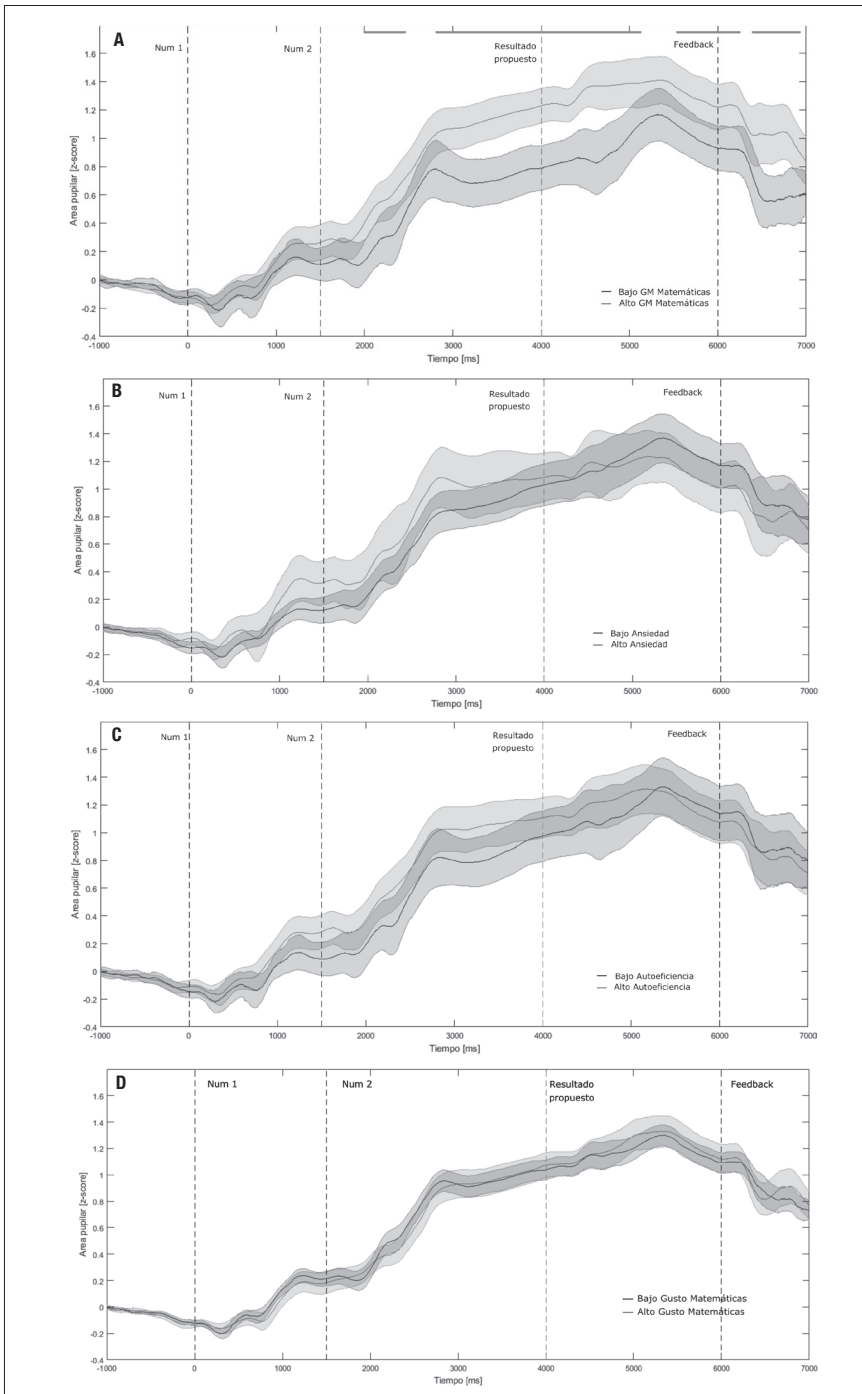 A
Num 1
Num 2
Resultado
propuesto
Feedback
1.6
1.4
1.2
1
0.8
0.6
0.4
0.2
0
-0.2
-0.4
Area pupilar [z-score]
Bajo GM Matemáticas
Alto GM Matemáticas
-1000 0 1000 2000 3000 4000 5000 6000 7000
Tiempo [ms]
B
Num 1
Num 2
Resultado
propuesto
Feedback
1.6
1.4
1.2
1
0.8
0.6
0.4
0.2
0
-0.2
-0.4
Area pupilar [z-score]
Bajo Ansiedad
Alto Ansiedad
-1000 0 1000 2000 3000 4000 5000 6000 7000
Tiempo [ms]
C
Num 1
Num 2
Resultado
propuesto
Feedback
1.6
1.4
1.2
1
0.8
0.6
0.4
0.2
0
-0.2
-0.4
Area pupilar [z-score]
Bajo Autoeficiencia
Alto Autoeficiencia
-1000 0 1000 2000 3000 4000 5000 6000 7000
Tiempo [ms]
D
Num 1
Num 2
Resultado
propuesto
Feedback
1.6
1.4
1.2
1
0.8
0.6
0.4
0.2
0
-0.2
-0.4
Area pupilar [z-score]
Bajo Gusto Matemáticas
Alto Gusto Matemáticas
-1000 0 1000 2000 3000 4000 5000 6000 7000
Tiempo [ms]